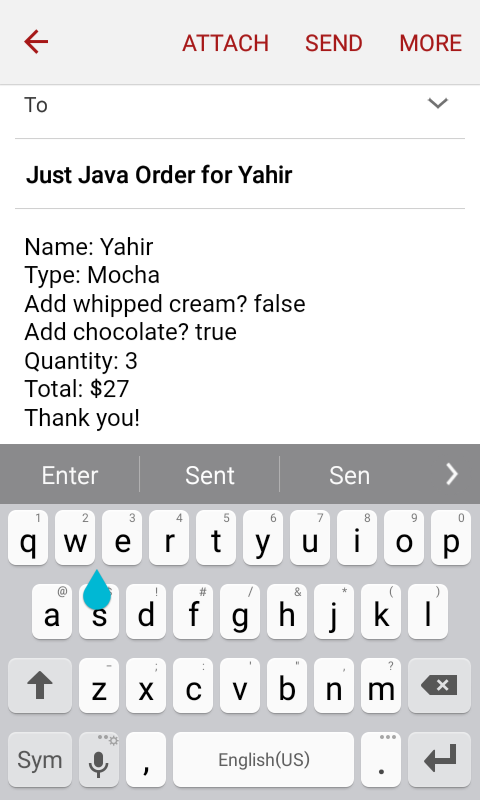 ATTACH SEND MORE
To
Just Java Order for Yahir
Name: Yahir
Type: Mocha
Add whipped cream? false
Add chocolate? true
Quantity: 3
Total: $27
Thank you!
Enter Sent Sen
1 2 3 4 5 6 7 8 9 0
q w e r t y u i o p
@ ! # / & * ( )
a s d f g h j k l
- ; : ' " , ?
z x c v b n m
Sym , English(US) .